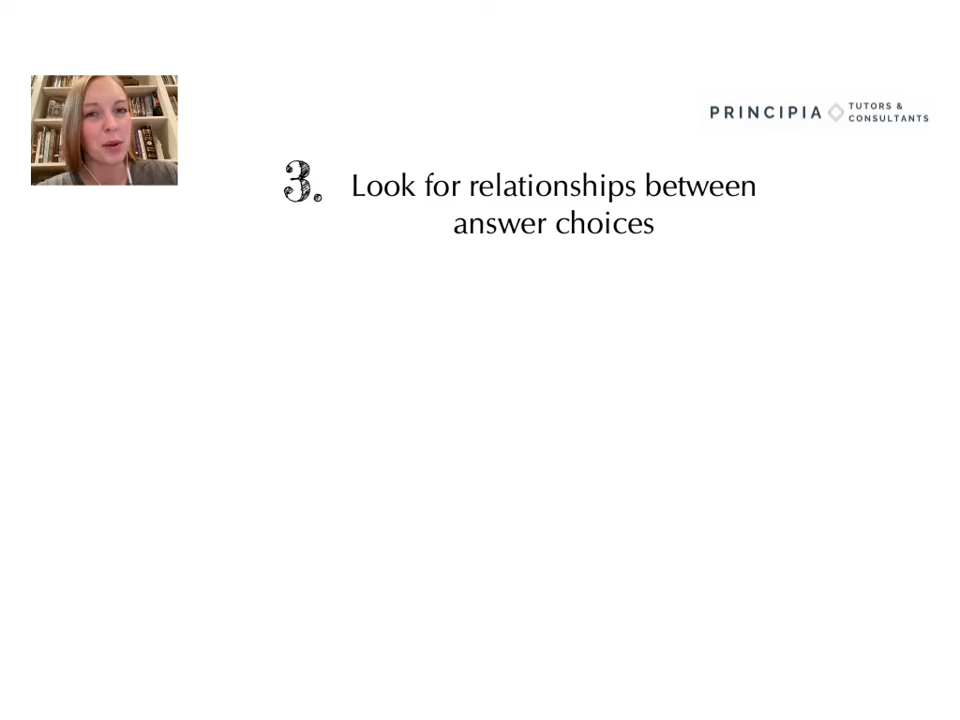 PRINCIPIA TUTORS &
CONSULTANTS
3. Look for relationships between
answer choices